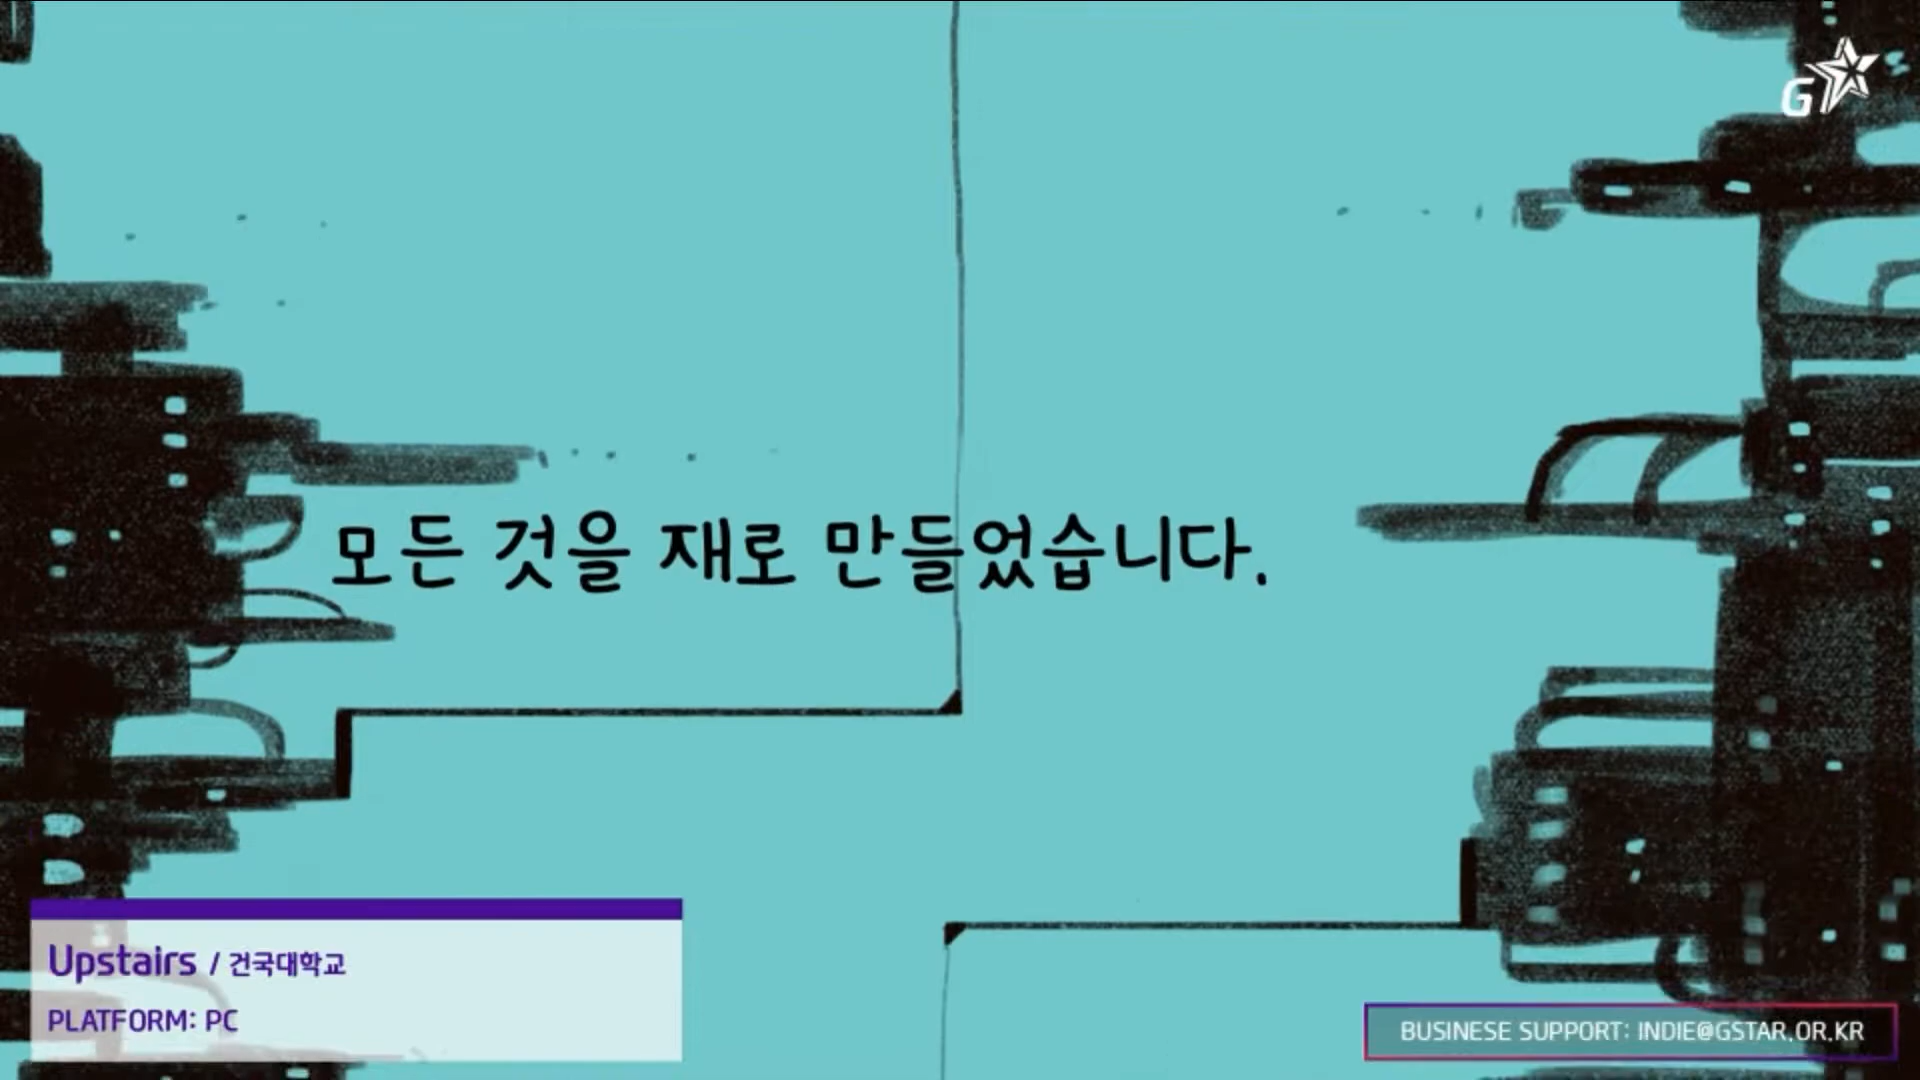 G
모든 것을 재로 만들었습니다.
Upstairs / 건국대학교
PLATFORM: PC
BUSINESE SUPPORT: INDIE@GSTAR.OR.KR